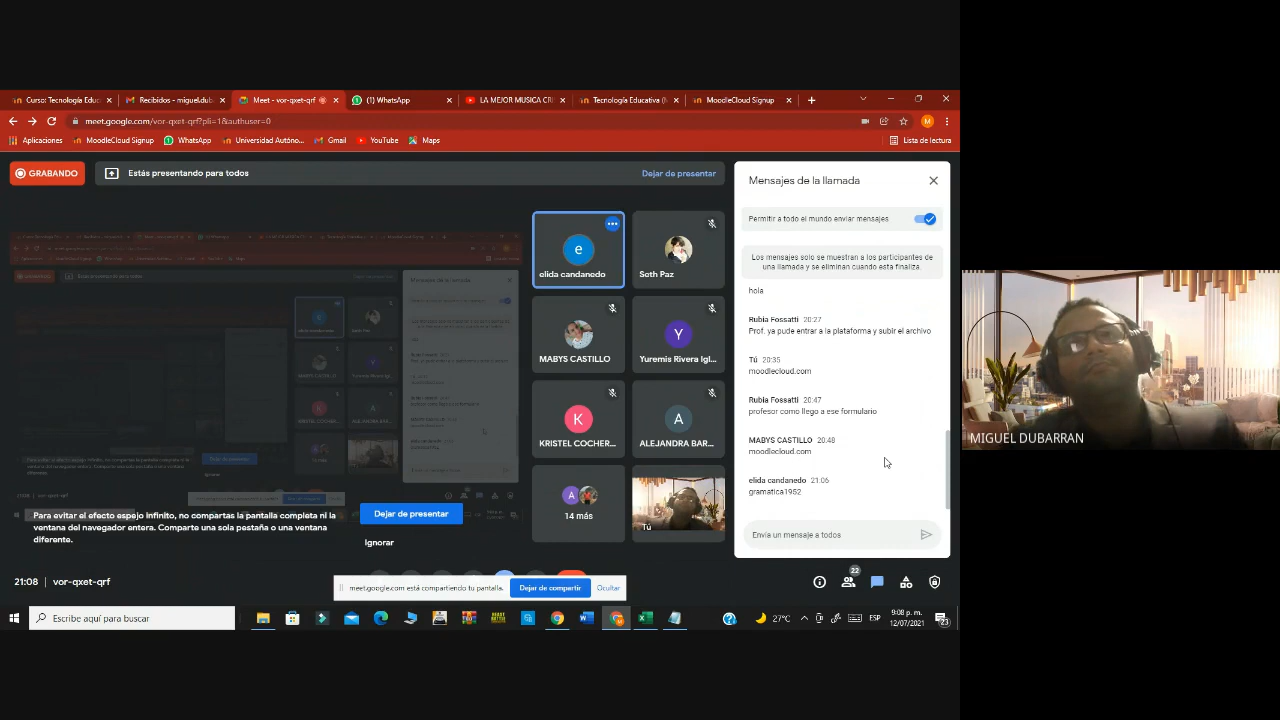 Curso: Tecnología Educ
Recibidos - miguel.dub
Meet - vor-qxet-qrf
(1) WhatsApp
LA MEJOR MUSICA CRI
Tecnología Educativa (M
MoodleCloud Signup
meet.google.com/vor-qxet-qrf?pli=1&authuser=0
Aplicaciones
MoodleCloud Signup
WhatsApp
Universidad Autóno...
Gmail
YouTube
Maps
Lista de lectura
GRABANDO
Estás presentando para todos
Dejar de presentar
e
elida candanedo
Soth Paz
MABYS CASTILLO
Y
Yuremis Rivera Igl...
K
KRISTEL COCHER...
A
ALEJANDRA BAR...
A
14 más
Tú
Mensajes de la llamada
Permitir a todo el mundo enviar mensajes
Los mensajes solo se muestran a los participantes de
una llamada y se eliminan cuando esta finaliza.
hola
Rubia Fossatti 20:27
Prof. ya pude entrar a la plataforma y subir el archivo
Tú 20:35
moodlecloud.com
Rubia Fossatti 20:47
profesor como llego a ese formulario
MABYS CASTILLO 20:48
moodlecloud.com
elida candanedo 21:06
gramatica1952
Envía un mensaje a todos
MIGUEL DUBARRAN
Para evitar el efecto espejo infinito, no compartas la pantalla completa ni la
ventana del navegador entera. Comparte una sola pestaña o una ventana
diferente.
Dejar de presentar
Ignorar
21:08 vor-qxet-qrf
meet.google.com está compartiendo tu pantalla.
Dejar de compartir
Ocultar
22
Escribe aquí para buscar
27°C
ESP
9:08 p. m.
12/07/2021
23